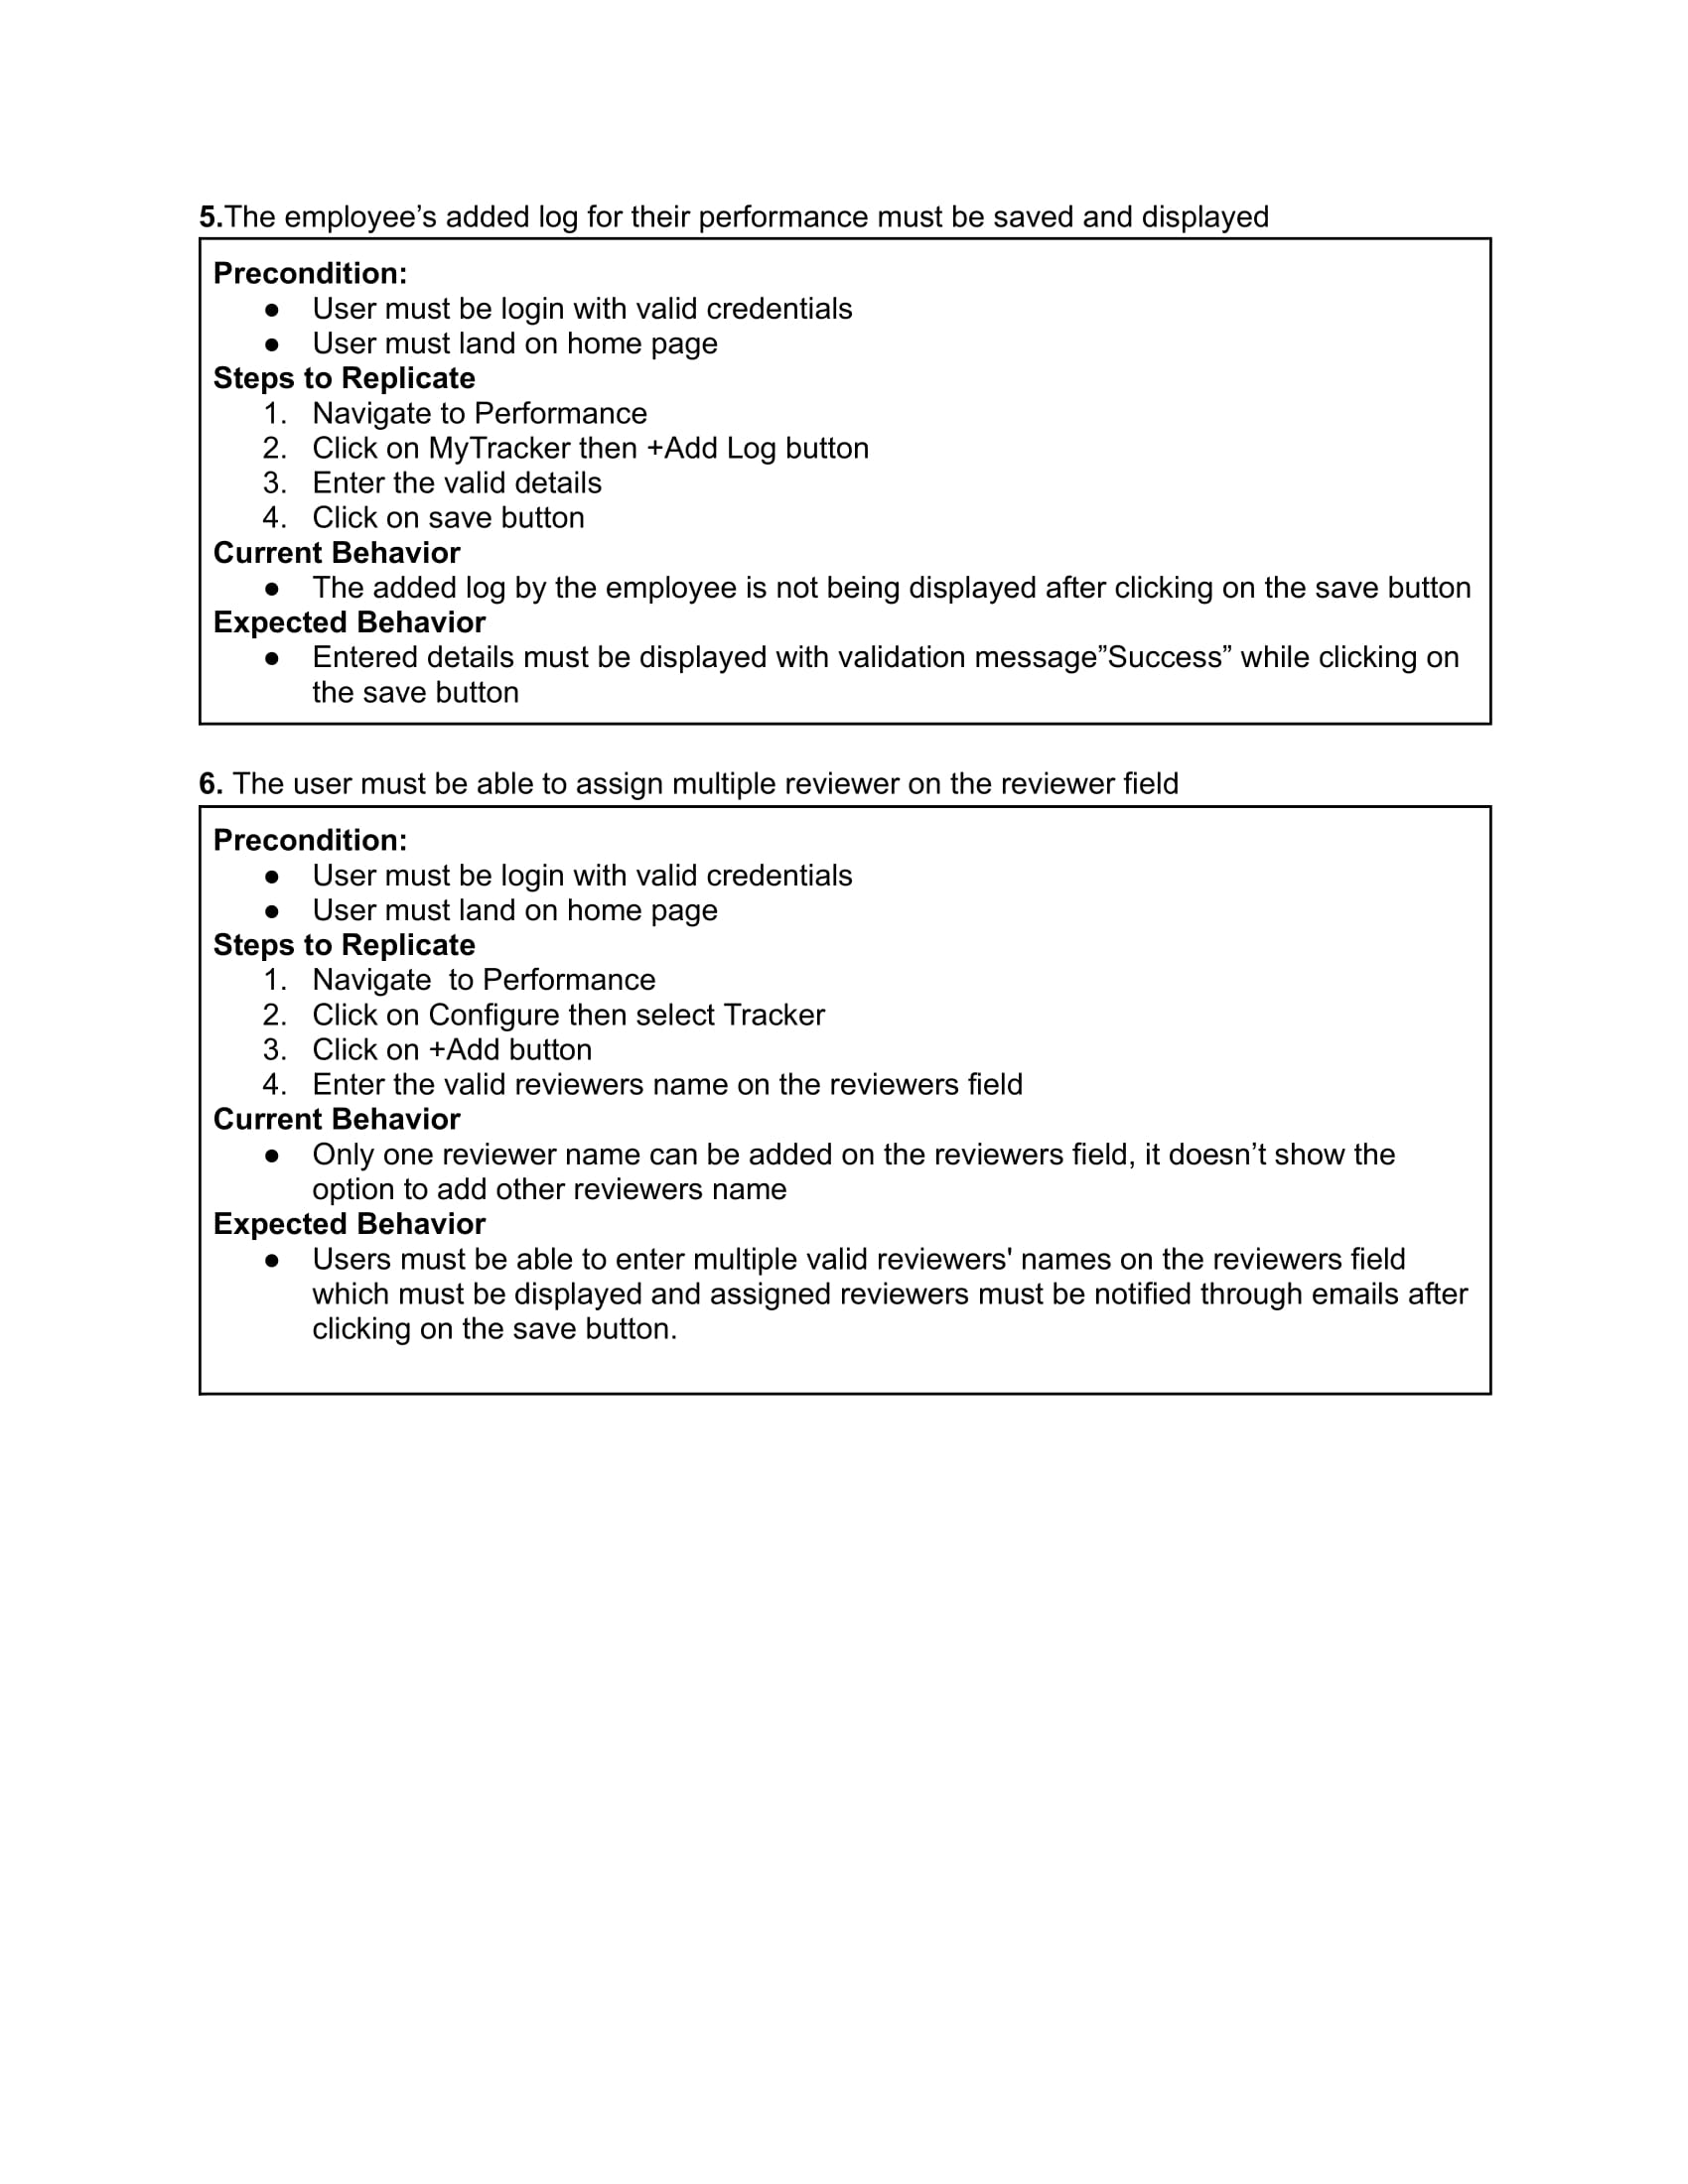 5.The employee’s added log for their performance must be saved and displayed
Precondition:
● User must be login with valid credentials
● User must land on home page
Steps to Replicate
1. Navigate to Performance
2. Click on MyTracker then +Add Log button
3. Enter the valid details
4. Click on save button
Current Behavior
● The added log by the employee is not being displayed after clicking on the save button
Expected Behavior
● Entered details must be displayed with validation message”Success” while clicking on
the save button
6. The user must be able to assign multiple reviewer on the reviewer field
Precondition:
● User must be login with valid credentials
● User must land on home page
Steps to Replicate
1. Navigate  to Performance
2. Click on Configure then select Tracker
3. Click on +Add button
4. Enter the valid reviewers name on the reviewers field
Current Behavior
● Only one reviewer name can be added on the reviewers field, it doesn’t show the
option to add other reviewers name
Expected Behavior
● Users must be able to enter multiple valid reviewers' names on the reviewers field
which must be displayed and assigned reviewers must be notified through emails after
clicking on the save button.